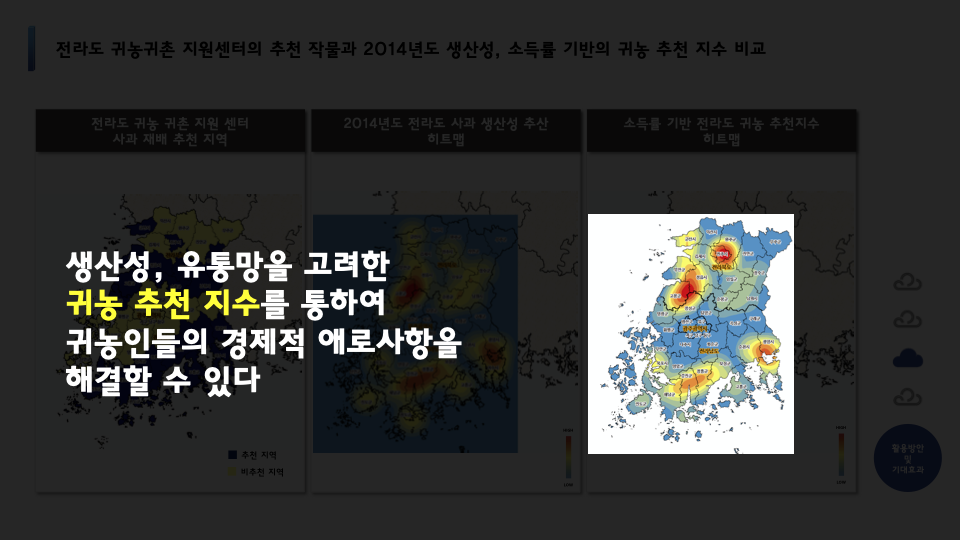 전라도 귀농귀촌 지원센터의 추천 작물과 2014년도 생산성, 소득률 기반의 귀농 추천 지수 비교
전라도 귀농 귀촌 지원 센터
사과 재배 추천 지역
2014년도 전라도 사과 생산성 추산
히트맵
소득률 기반 전라도 귀농 추천지수
히트맵
생산성, 유통망을 고려한
귀농 추천 지수를 통하여
귀농인들의 경제적 애로사항을
해결할 수 있다
추천 지역
비추천 지역
활용방안
및
기대효과